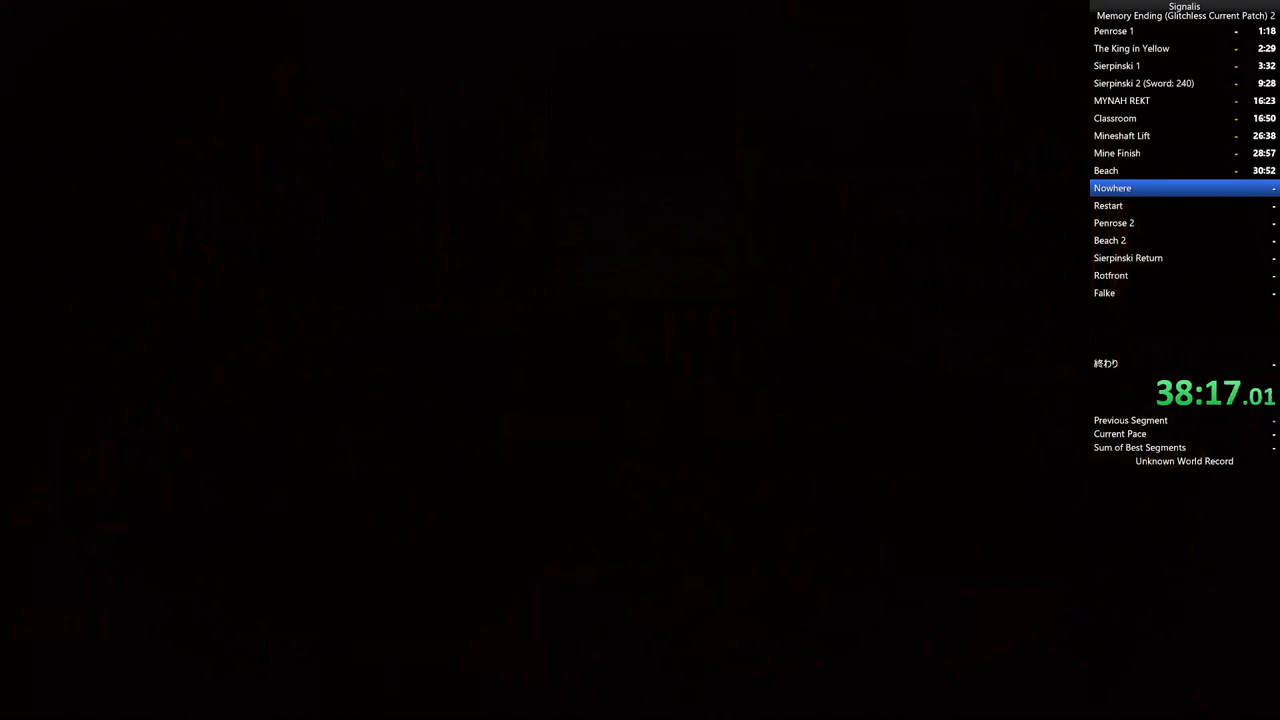 Signalis
Memory Ending (Glitchless Current Patch) 2
Penrose 1 - 1:18
The King in Yellow - 2:29
Sierpinski 1 - 3:32
Sierpinski 2 (Sword: 240) - 9:28
MYNAH REKT - 16:23
Classroom - 16:50
Mineshaft Lift - 26:38
Mine Finish - 28:57
Beach - 30:52
Nowhere -
Restart -
Penrose 2 -
Beach 2 -
Sierpinski Return -
Rotfront -
Falke -
終わり -
38:17.01
Previous Segment -
Current Pace -
Sum of Best Segments -
Unknown World Record